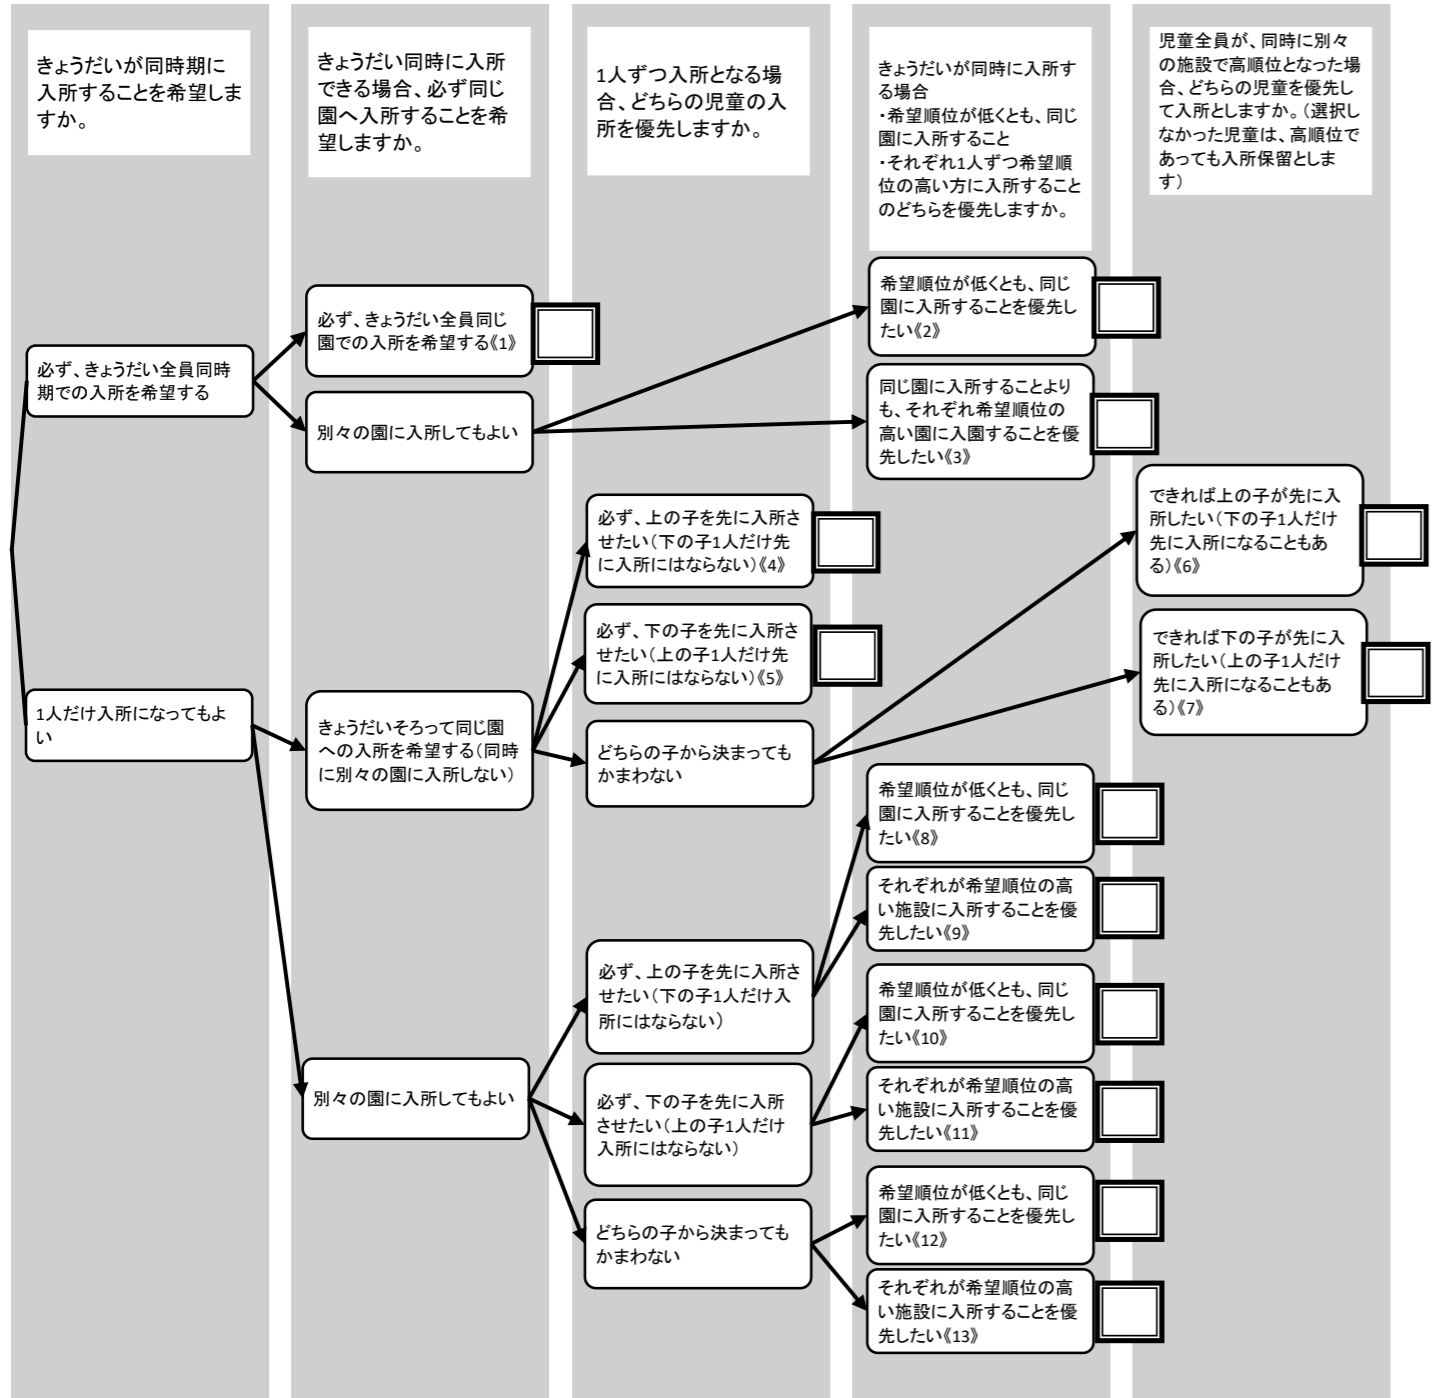 きょうだいが同時期に
入所することを希望しま
すか。
きょうだい同時に入所
できる場合、必ず同じ
園へ入所することを希
望しますか。
1人ずつ入所となる場
合、どちらの児童の入
所を優先しますか。
きょうだいが同時に入所す
る場合
・希望順位が低くとも、同じ
園に入所すること
・それぞれ1人ずつ希望順
位の高い方に入所すること
のどちらを優先しますか。
児童全員が、同時に別々
の施設で高順位となった場
合、どちらの児童を優先し
て入所としますか。（選択し
なかった児童は、高順位で
あっても入所保留としま
す）
必ず、きょうだい全員同時
期での入所を希望する
必ず、きょうだい全員同じ
園での入所を希望する《1》
別々の園に入所してもよい
希望順位が低くとも、同じ
園に入所することを優先し
たい《2》
同じ園に入所することより
も、それぞれ希望順位の
高い園に入園することを優
先したい《3》
1人だけ入所になってもよ
い
きょうだいそろって同じ園
への入所を希望する（同時
に別々の園に入所しない）
必ず、上の子を先に入所さ
せたい（下の子1人だけ先
に入所にはならない）《4》
必ず、下の子を先に入所さ
せたい（上の子1人だけ先
に入所にはならない）《5》
どちらの子から決まっても
かまわない
できれば上の子が先に入
所したい（下の子1人だけ
先に入所になることもあ
る）《6》
できれば下の子が先に入
所したい（上の子1人だけ
先に入所になることもあ
る）《7》
別々の園に入所してもよい
必ず、上の子を先に入所さ
せたい（下の子1人だけ入
所にはならない）
希望順位が低くとも、同じ
園に入所することを優先し
たい《8》
それぞれが希望順位の高
い施設に入所することを優
先したい《9》
必ず、下の子を先に入所
させたい（上の子1人だけ
入所にはならない）
希望順位が低くとも、同じ
園に入所することを優先し
たい《10》
それぞれが希望順位の高
い施設に入所することを優
先したい《11》
どちらの子から決まっても
かまわない
希望順位が低くとも、同じ
園に入所することを優先し
たい《12》
それぞれが希望順位の高
い施設に入所することを優
先したい《13》